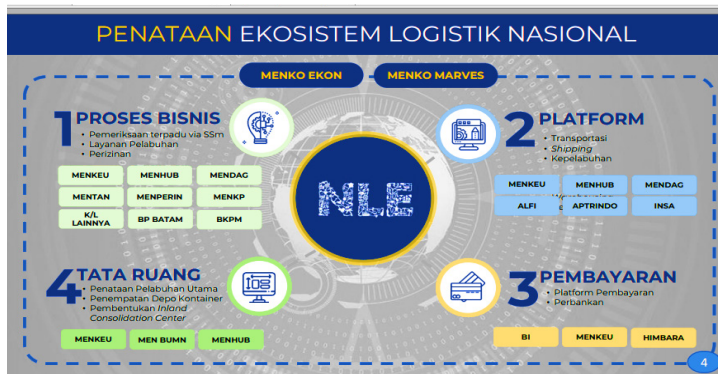 PENATAAN EKOSISTEM LOGISTIK NASIONAL
MENKO EKON
MENKO MARVES
1 PROSES BISNIS
• Pemeriksaan terpadu via SSm
• Layanan Pelabuhan
• Perizinan
MENKEU
MENHUB
MENDAG
MENTAN
MENPERIN
MENKP
K/L
LAINNYA
BP BATAM
BKPM
2 PLATFORM
• Transportasi
• Shipping
• Kepelabuhan
MENKEU
MENHUB
MENDAG
ALFI
APTRINDO
INSA
NLE
4 TATA RUANG
• Penataan Pelabuhan Utama
• Penempatan Depo Kontainer
• Pembentukan Inland
Consolidation Center
MENKEU
MEN BUMN
MENHUB
3 PEMBAYARAN
• Platform Pembayaran
• Perbankan
BI
MENKEU
HIMBARA
4